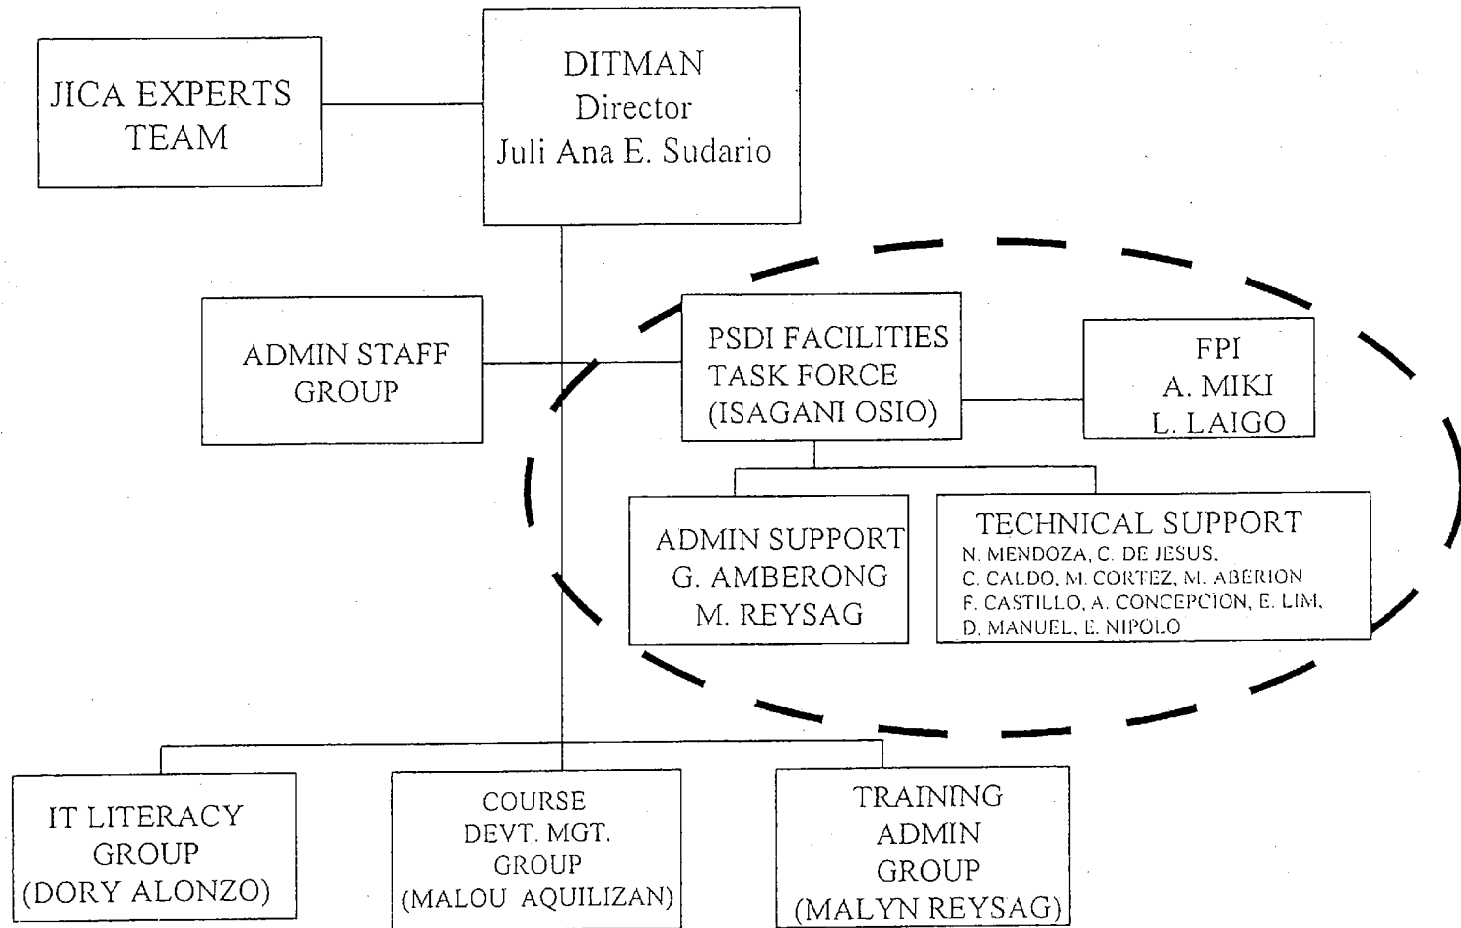 JICA EXPERTS
TEAM
DITMAN
Director
Juli Ana E. Sudario
ADMIN STAFF
GROUP
PSDI FACILITIES
TASK FORCE
(ISAGANI OSIO)
FPI
A. MIKI
L. LAIGO
ADMIN SUPPORT
G. AMBERONG
M. REYSAG
TECHNICAL SUPPORT
N. MENDOZA, C. DE JESUS,
C. CALDO, M. CORTEZ, M. ABERION
F. CASTILLO, A. CONCEPCION, E. LIM,
D. MANUEL, E. NIPOLO
IT LITERACY
GROUP
(DORY ALONZO)
COURSE
DEVT. MGT.
GROUP
(MALOU AQUILIZAN)
TRAINING
ADMIN
GROUP
(MALYN REYSAG)